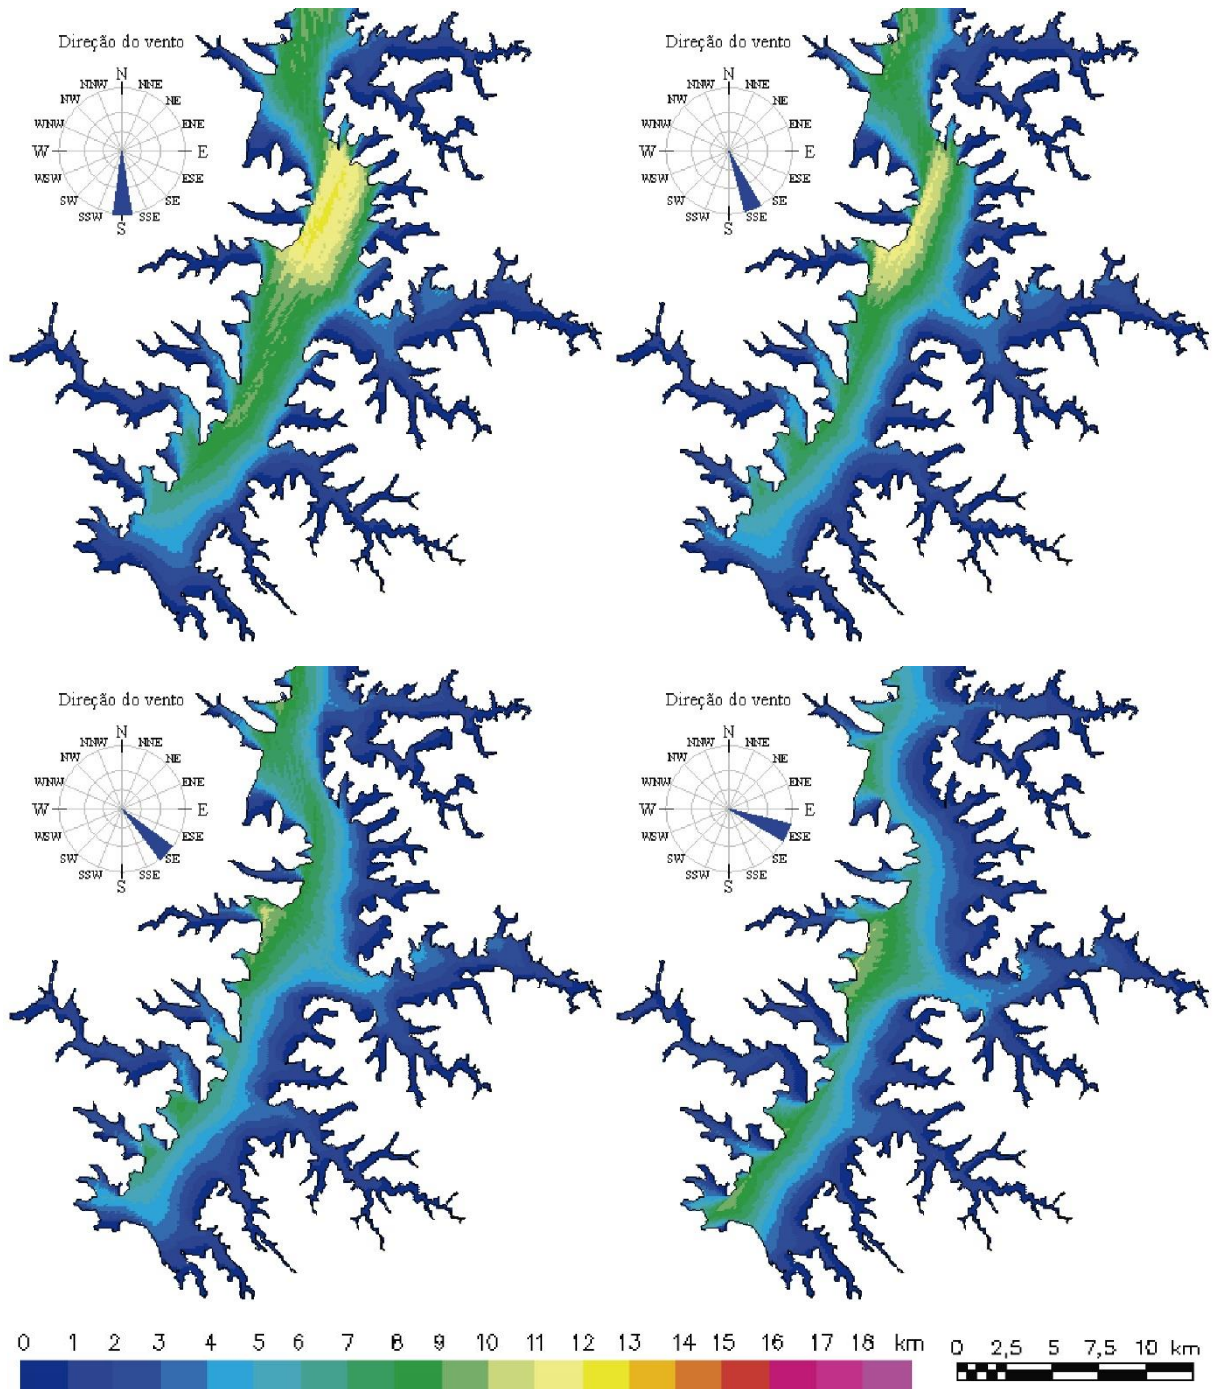 Direção do vento
N
NNW NNE
NW NE
WNW ENE
W E
WSW ESE
SW SE
SSW SSE
S
Direção do vento
N
NNW NNE
NW NE
WNW ENE
W E
WSW ESE
SW SE
SSW SSE
S
Direção do vento
N
NNW NNE
NW NE
WNW ENE
W E
WSW ESE
SW SE
SSW SSE
S
Direção do vento
N
NNW NNE
NW NE
WNW ENE
W E
WSW ESE
SW SE
SSW SSE
S
0 1 2 3 4 5 6 7 8 9 10 11 12 13 14 15 16 17 18 km
0 2,5 5 7,5 10 km